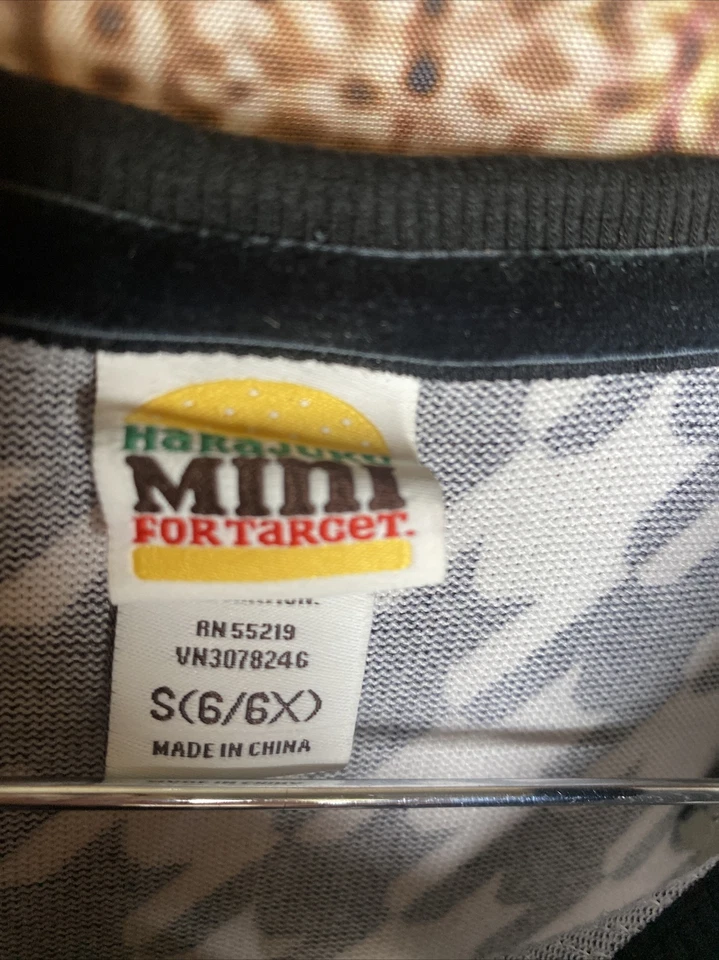 HaRaJUKU
MINI
FOR TaRGeT.
RN 55219
VN3078246
S(6/6X)
MADE IN CHINA